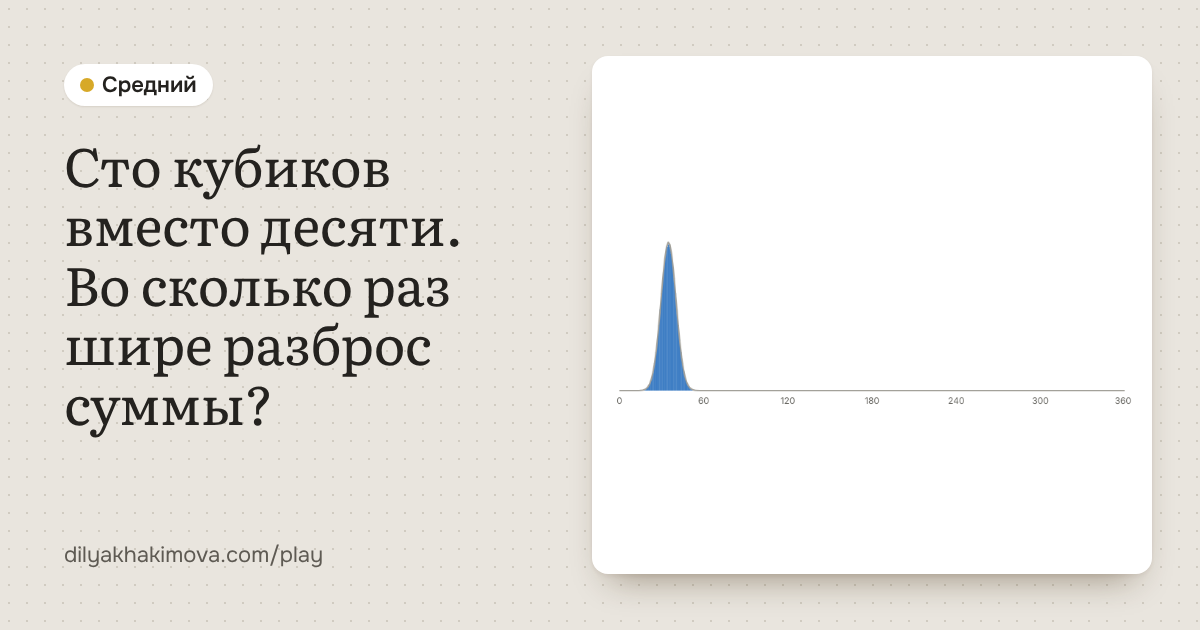 Средний
Сто кубиков
вместо десяти.
Во сколько раз
шире разброс
суммы?
dilyakhakimova.com/play
0 60 120 180 240 300 360